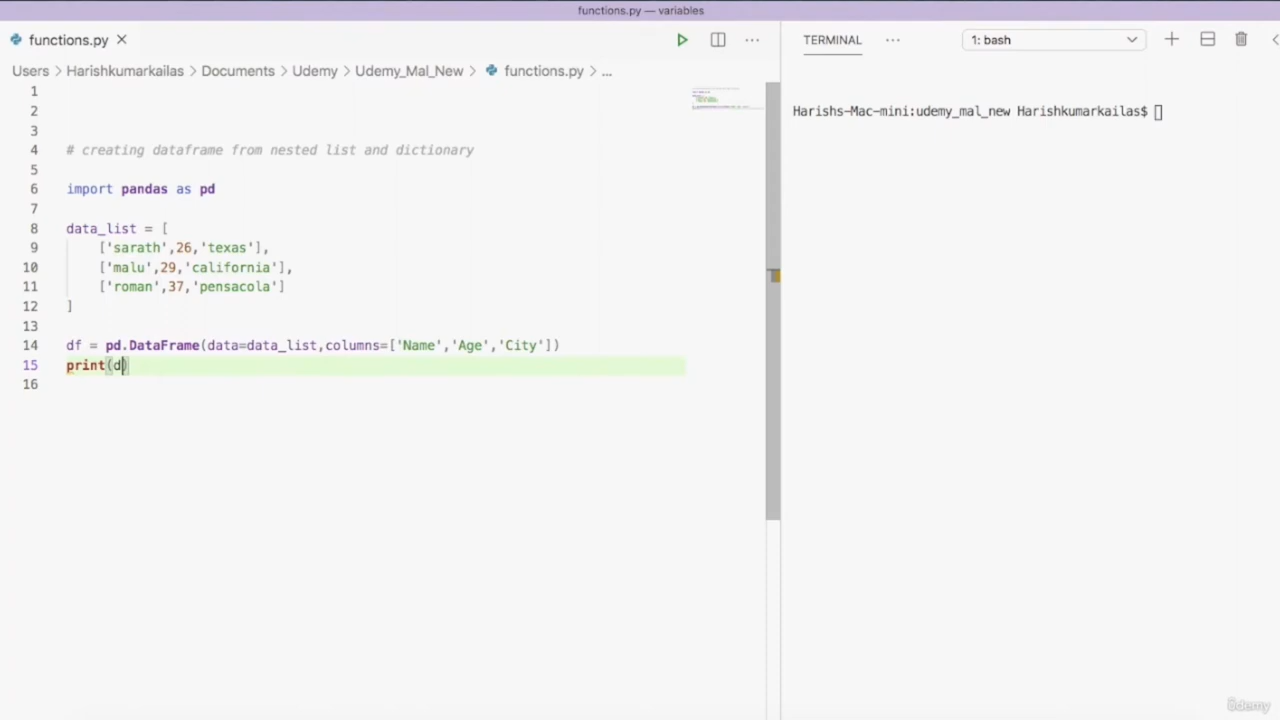 functions.py — variables
functions.py
TERMINAL
1: bash
Users > Harishkumarkailas > Documents > Udemy > Udemy_Mal_New > functions.py > ...
Harishs-Mac-mini:udemy_mal_new Harishkumarkailas$
1
2
3
4 # creating dataframe from nested list and dictionary
5
6 import pandas as pd
7
8 data_list = [
9 ['sarath',26,'texas'],
10 ['malu',29,'california'],
11 ['roman',37,'pensacola']
12 ]
13
14 df = pd.DataFrame(data=data_list,columns=['Name','Age','City'])
15 print(d)
16
ûdemy